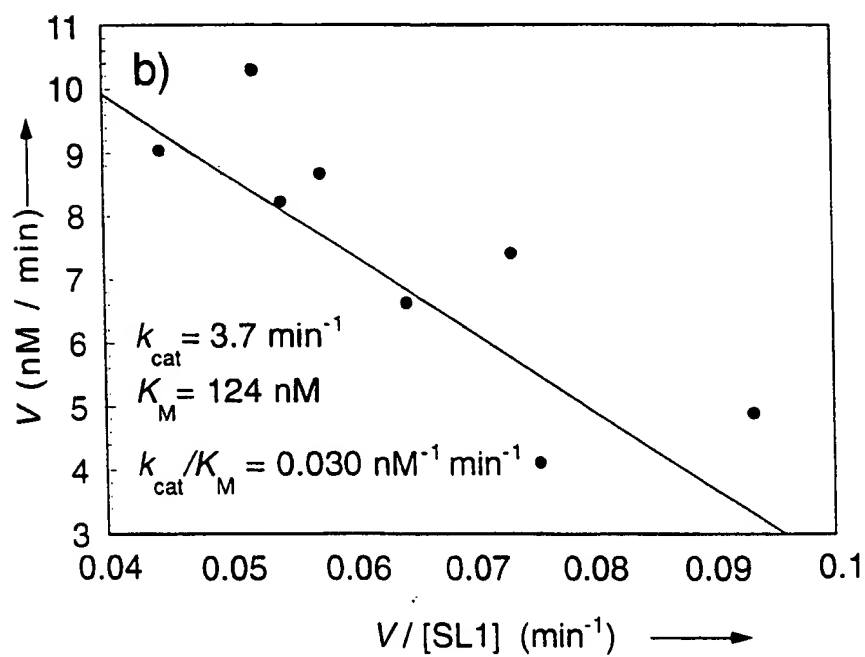 b)
V (nM / min)
11
10
9
8
7
6
5
4
3
k_cat = 3.7 min⁻¹
K_M = 124 nM
k_cat/K_M = 0.030 nM⁻¹ min⁻¹
0.04 0.05 0.06 0.07 0.08 0.09 0.1
V / [SL1] (min⁻¹)